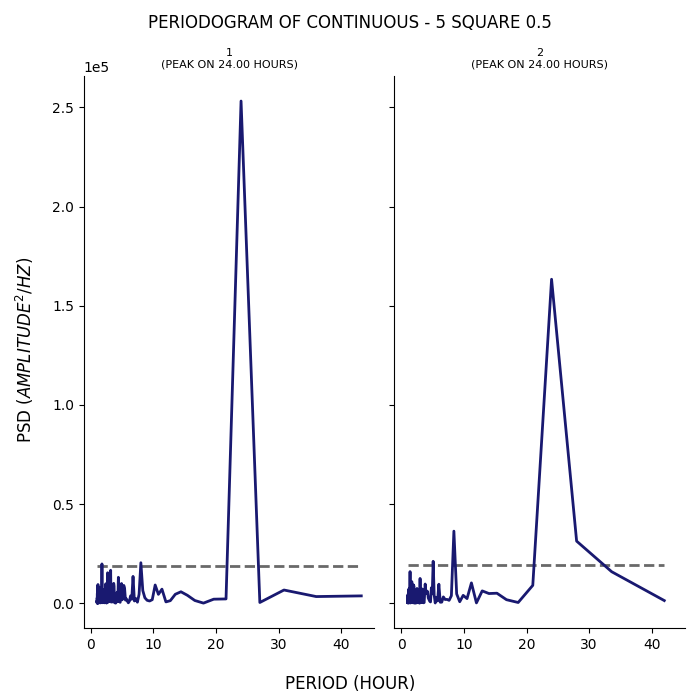 PERIODOGRAM OF CONTINUOUS - 5 SQUARE 0.5
1
(PEAK ON 24.00 HOURS)
2
(PEAK ON 24.00 HOURS)
1e5
2.5
2.0
1.5
1.0
0.5
0.0
PSD (AMPLITUDE²/HZ)
0 10 20 30 40
0 10 20 30 40
PERIOD (HOUR)